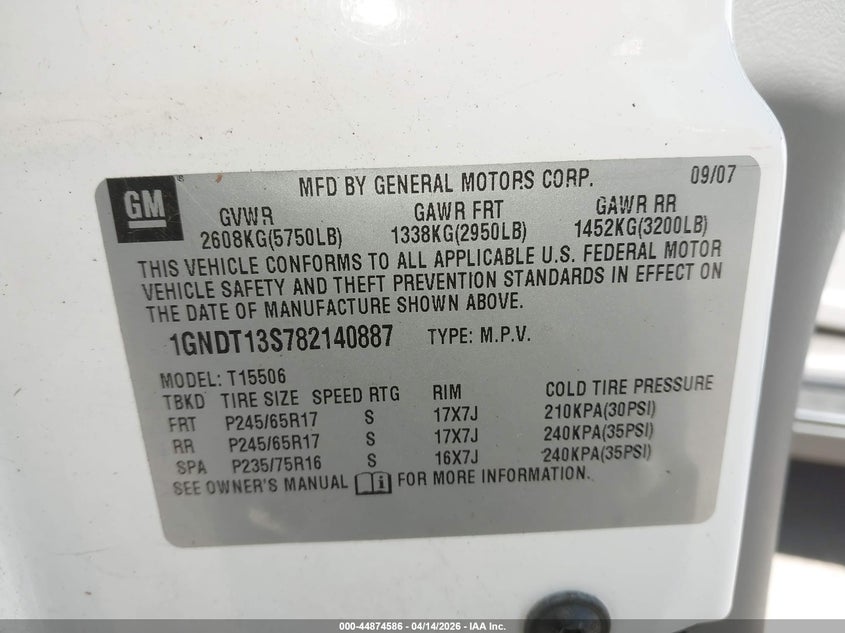 GM
MFD BY GENERAL MOTORS CORP. 09/07
GVWR GAWR FRT GAWR RR
2608KG(5750LB) 1338KG(2950LB) 1452KG(3200LB)
THIS VEHICLE CONFORMS TO ALL APPLICABLE U.S. FEDERAL MOTOR
VEHICLE SAFETY AND THEFT PREVENTION STANDARDS IN EFFECT ON
THE DATE OF MANUFACTURE SHOWN ABOVE.
1GNDT13S782140887 TYPE: M.P.V.
MODEL: T15506
TBKD TIRE SIZE SPEED RTG RIM COLD TIRE PRESSURE
FRT P245/65R17 S 17X7J 210KPA(30PSI)
RR P245/65R17 S 17X7J 240KPA(35PSI)
SPA P235/75R16 S 16X7J 240KPA(35PSI)
SEE OWNER'S MANUAL FOR MORE INFORMATION.
000-44874586 | 04/14/2026 | IAA Inc.